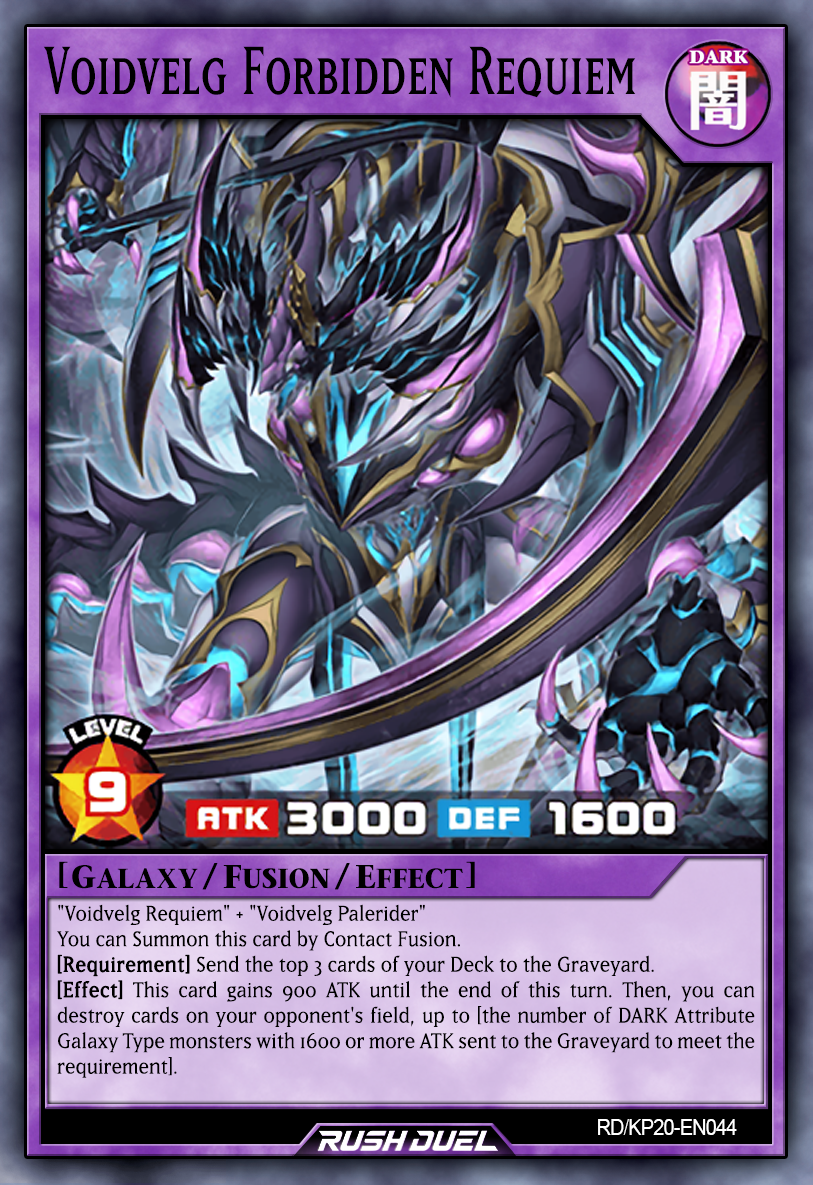 VOIDVELG FORBIDDEN REQUIEM
DARK
闇
LEVEL
9
ATK 3000 DEF 1600
[GALAXY/FUSION/EFFECT]
"Voidvelg Requiem" + "Voidvelg Palerider"
You can Summon this card by Contact Fusion.
[Requirement] Send the top 3 cards of your Deck to the Graveyard.
[Effect] This card gains 900 ATK until the end of this turn. Then, you can
destroy cards on your opponent's field, up to [the number of DARK Attribute
Galaxy Type monsters with 1600 or more ATK sent to the Graveyard to meet the
requirement].
RD/KP20-EN044
RUSH DUEL